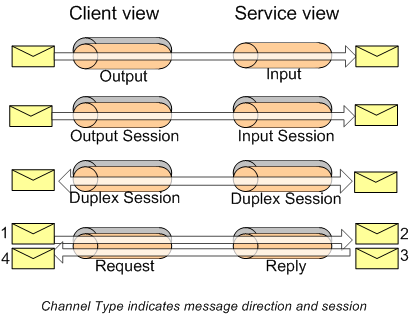 Client view Service view
Output Input
Output Session Input Session
Duplex Session Duplex Session
1 2
4 3
Request Reply
Channel Type indicates message direction and session